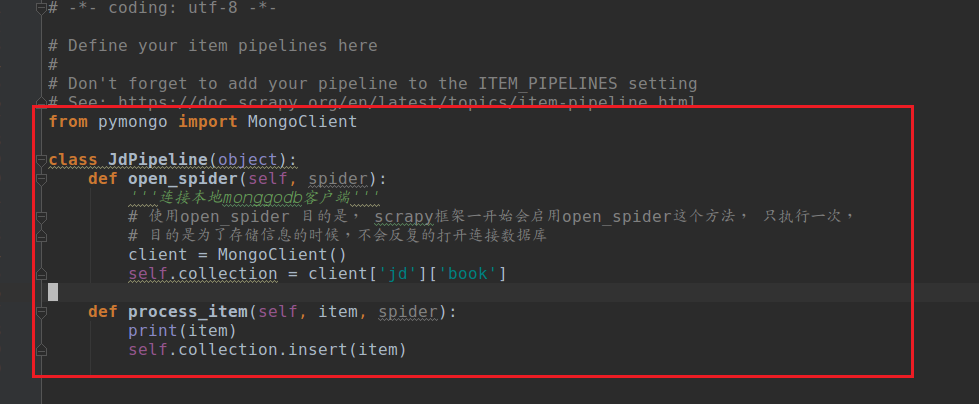 # -*- coding: utf-8 -*-
# Define your item pipelines here
#
# Don't forget to add your pipeline to the ITEM_PIPELINES setting
# See: https://doc.scrapy.org/en/latest/topics/item-pipeline.html
from pymongo import MongoClient
class JdPipeline(object):
def open_spider(self, spider):
'''连接本地monggodb客户端'''
# 使用open_spider 目的是， scrapy框架一开始会启用open_spider这个方法， 只执行一次，
# 目的是为了存储信息的时候，不会反复的打开连接数据库
client = MongoClient()
self.collection = client['jd']['book']
def process_item(self, item, spider):
print(item)
self.collection.insert(item)